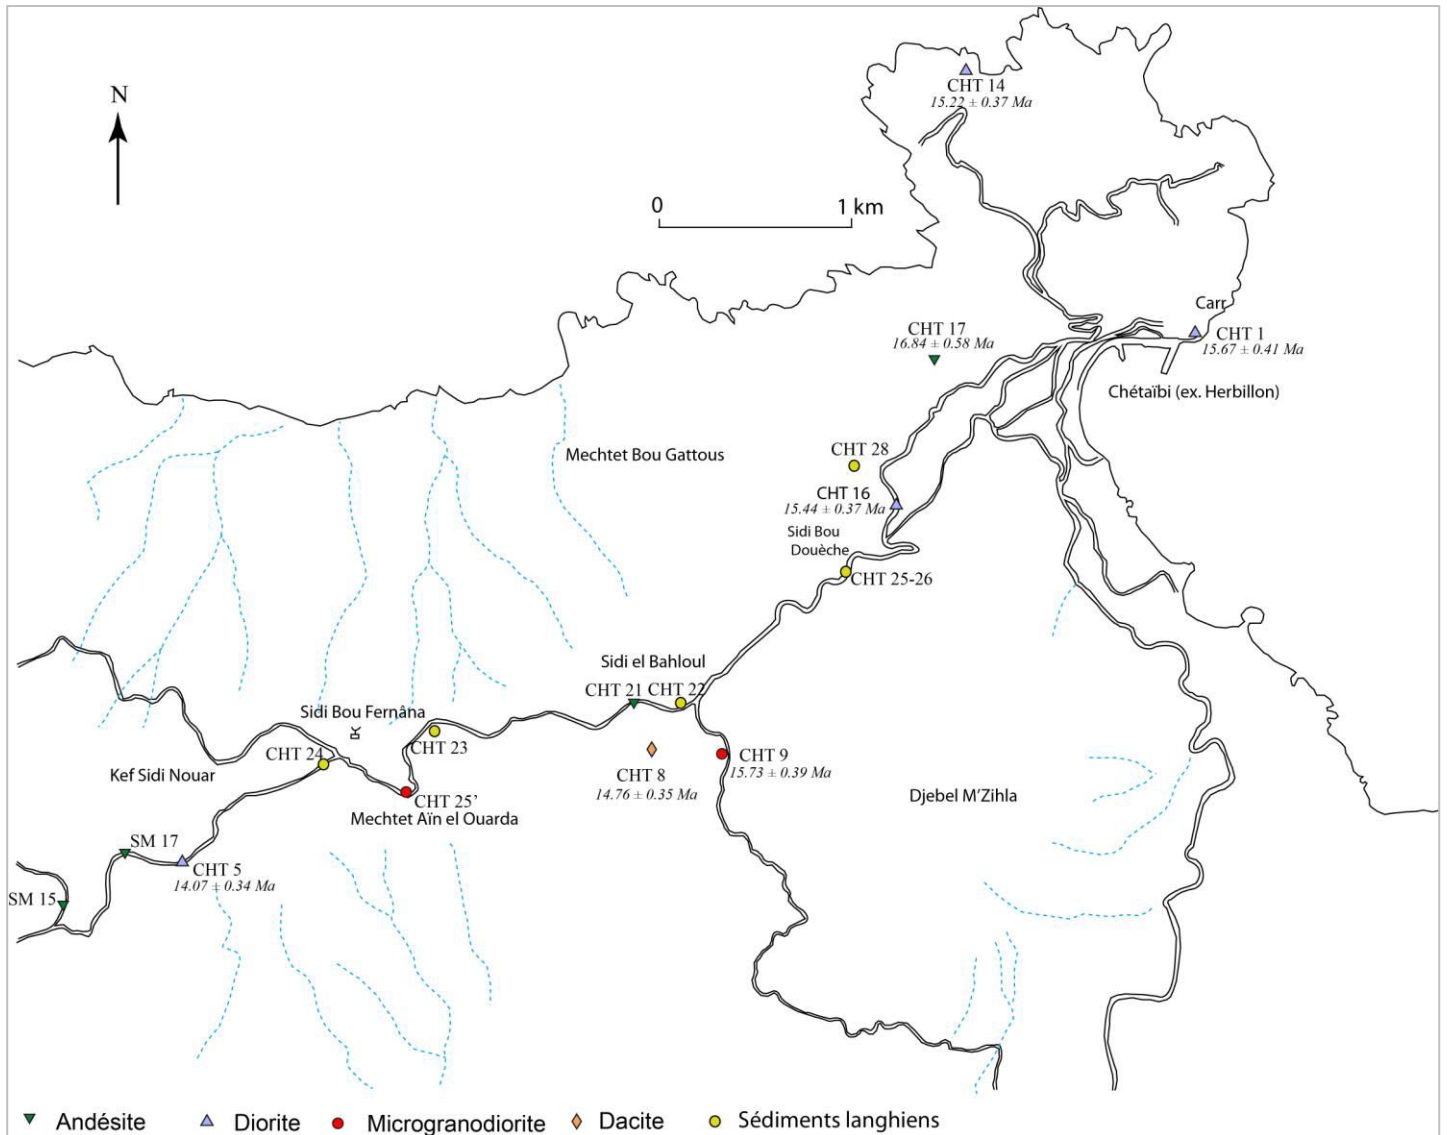 CHT 14
15.22 ± 0.37 Ma
N
0 1 km
Carr
CHT 17
16.84 ± 0.58 Ma
CHT 1
15.67 ± 0.41 Ma
Chétaïbi (ex. Herbillon)
Mechtet Bou Gattous
CHT 28
CHT 16
15.44 ± 0.37 Ma
Sidi Bou
Douèche
CHT 25-26
Sidi el Bahloul
CHT 21 CHT 22
Sidi Bou Fernâna
CHT 23
CHT 24
Kef Sidi Nouar
CHT 8
14.76 ± 0.35 Ma
CHT 9
15.73 ± 0.39 Ma
CHT 25’
Mechtet Aïn el Ouarda
Djebel M’Zihla
SM 17
CHT 5
14.07 ± 0.34 Ma
SM 15
Andésite Diorite Microgranodiorite Dacite Sédiments langhiens